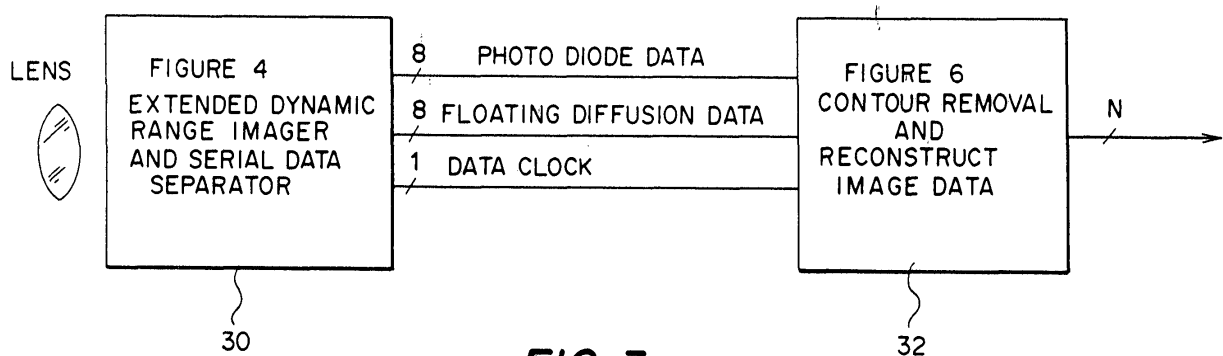 LENS
FIGURE 4
EXTENDED DYNAMIC
RANGE IMAGER
AND SERIAL DATA
SEPARATOR
30
8 PHOTO DIODE DATA
8 FLOATING DIFFUSION DATA
1 DATA CLOCK
FIGURE 6
CONTOUR REMOVAL
AND
RECONSTRUCT
IMAGE DATA
32
N